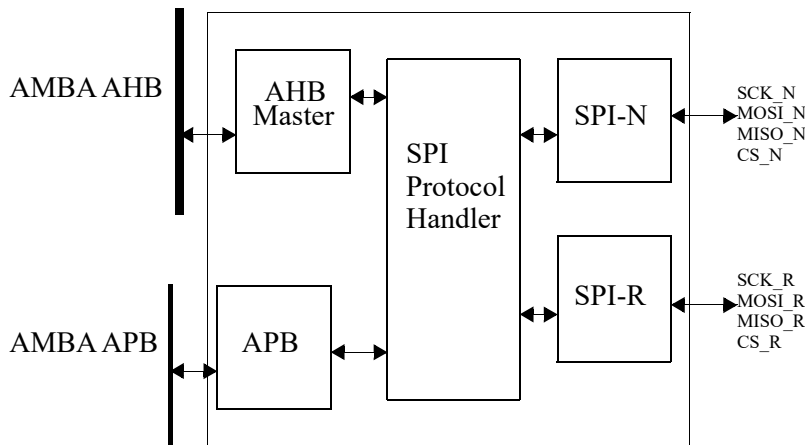 AMBA AHB
AHB
Master
SPI
Protocol
Handler
SPI-N
SCK_N
MOSI_N
MISO_N
CS_N
AMBA APB
APB
SPI-R
SCK_R
MOSI_R
MISO_R
CS_R